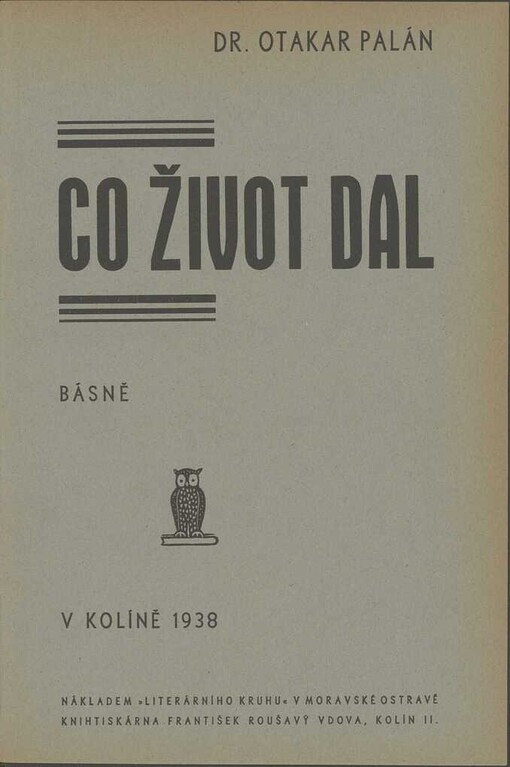 DR. OTAKAR PALÁN
CO ŽIVOT DAL
BÁSNĚ
V KOLÍNĚ 1938
NÁKLADEM »LITERÁRNÍHO KRUHU« V MORAVSKÉ OSTRAVĚ
KNIHTISKÁRNA FRANTIŠEK ROUŠAVÝ VDOVA, KOLÍN II.